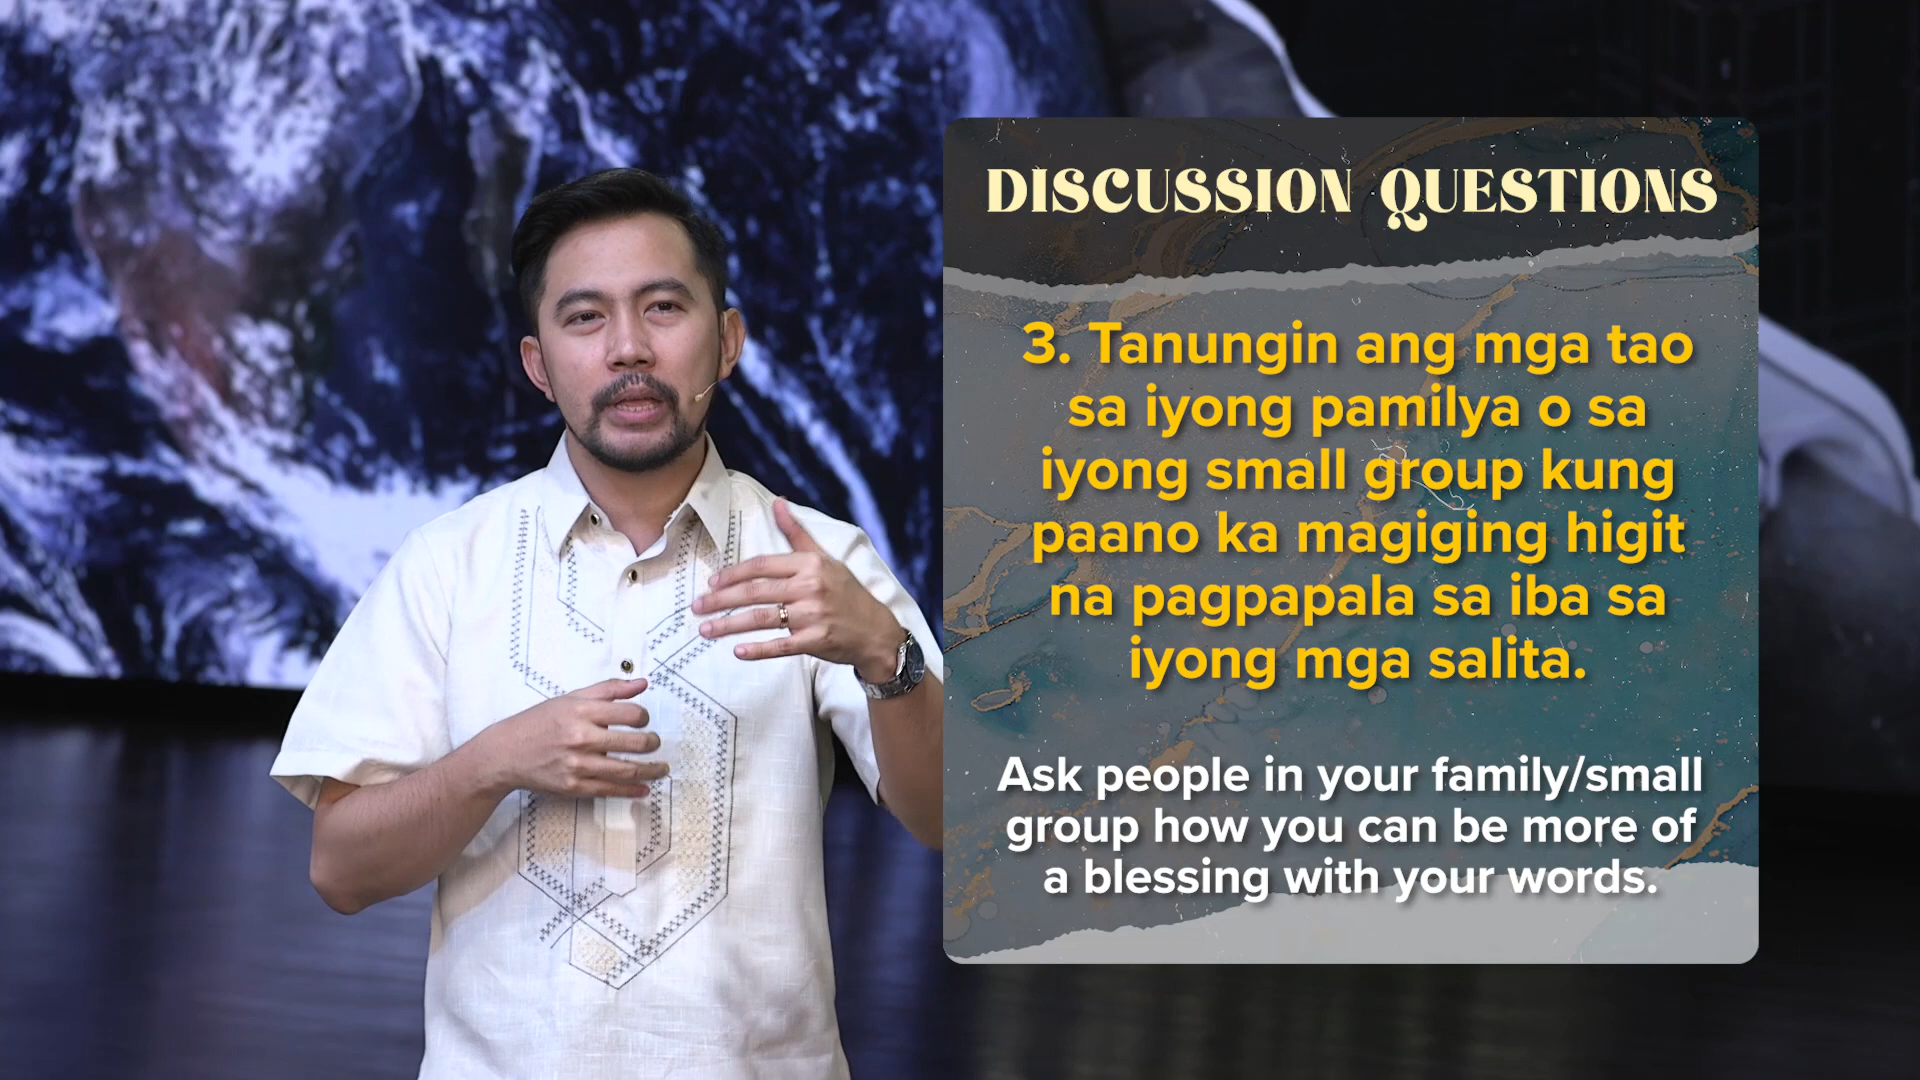 DISCUSSION QUESTIONS
3. Tanungin ang mga tao
sa iyong pamilya o sa
iyong small group kung
paano ka magiging higit
na pagpapala sa iba sa
iyong mga salita.
Ask people in your family/small
group how you can be more of
a blessing with your words.